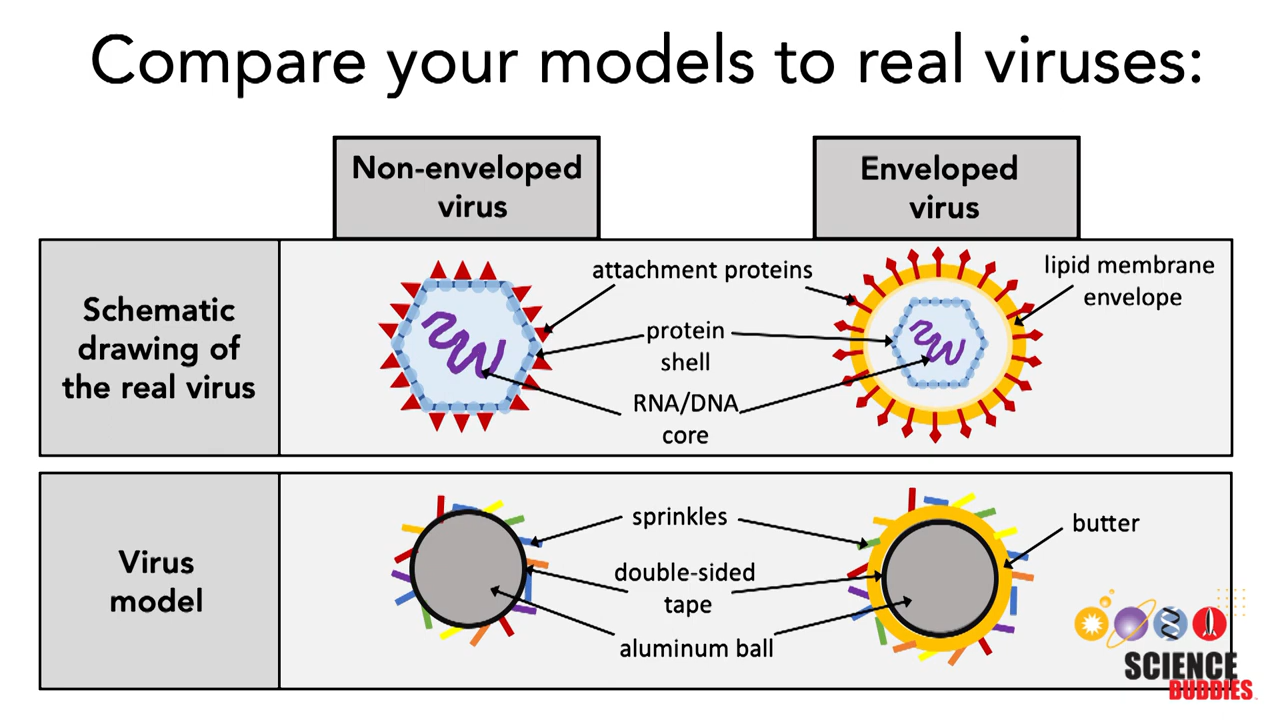 Compare your models to real viruses:
Non-enveloped
virus
Enveloped
virus
Schematic
drawing of
the real virus
attachment proteins
protein
shell
RNA/DNA
core
lipid membrane
envelope
Virus
model
sprinkles
double-sided
tape
aluminum ball
butter
SCIENCE
BUDDIES